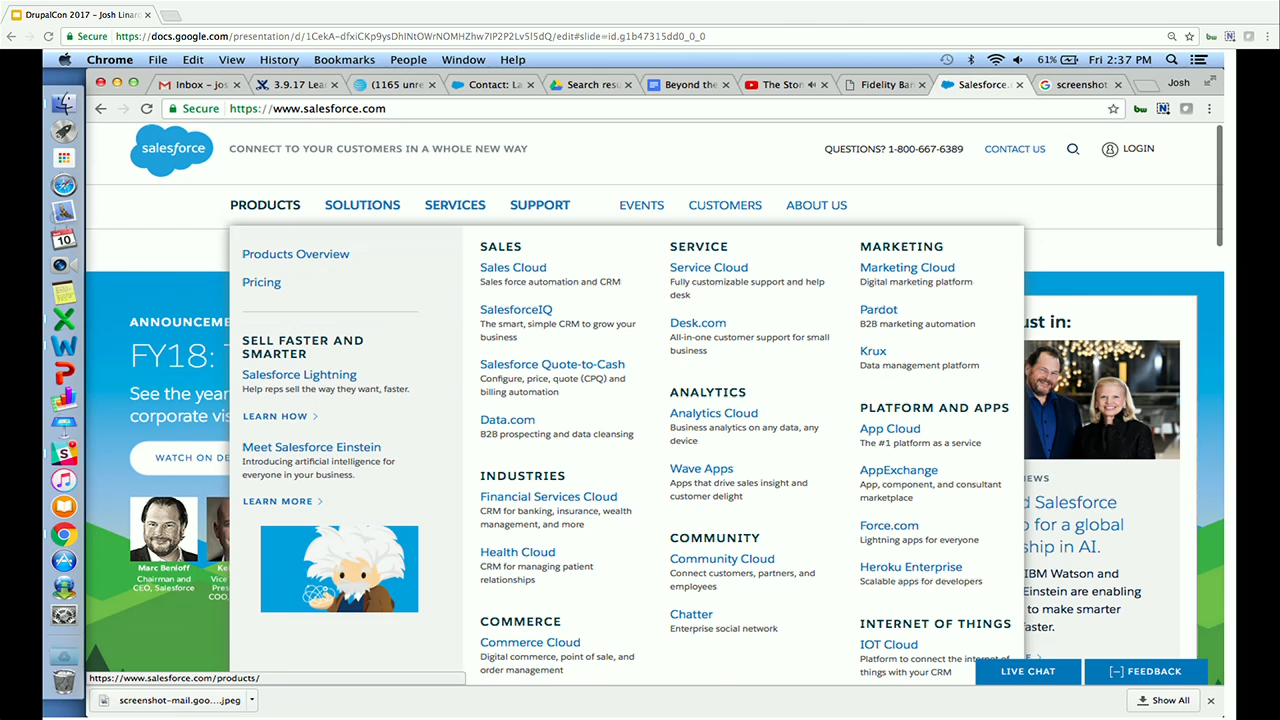 DrupalCon 2017 - Josh Linard
Secure
https://docs.google.com/presentation/d/1CekA-dfxiCKp9ysDhINtOWrNOMHZhw7IP2P2Lv5I5dQ/edit#slide=id.g1b47315dd0_0_0
Chrome File Edit View History Bookmarks People Window Help
61% Fri 2:37 PM
Inbox – jos
3.9.17 Lear
(1165 unre
Contact: La
Search resu
Beyond the
The Ston
Fidelity Ban
Salesforce.c
screenshot
Josh
Secure https://www.salesforce.com
salesforce
CONNECT TO YOUR CUSTOMERS IN A WHOLE NEW WAY
QUESTIONS? 1-800-667-6389
CONTACT US
LOGIN
PRODUCTS SOLUTIONS SERVICES SUPPORT EVENTS CUSTOMERS ABOUT US
Products Overview
Pricing
SELL FASTER AND
SMARTER
Salesforce Lightning
Help reps sell the way they want, faster.
LEARN HOW
Meet Salesforce Einstein
Introducing artificial intelligence for
everyone in your business.
LEARN MORE
SALES
Sales Cloud
Sales force automation and CRM
SalesforceIQ
The smart, simple CRM to grow your
business
Salesforce Quote-to-Cash
Configure, price, quote (CPQ) and
billing automation
Data.com
B2B prospecting and data cleansing
INDUSTRIES
Financial Services Cloud
CRM for banking, insurance, wealth
management, and more
Health Cloud
CRM for managing patient
relationships
COMMERCE
Commerce Cloud
Digital commerce, point of sale, and
order management
SERVICE
Service Cloud
Fully customizable support and help
desk
Desk.com
All-in-one customer support for small
business
ANALYTICS
Analytics Cloud
Business analytics on any data, any
device
Wave Apps
Apps that drive sales insight and
customer delight
COMMUNITY
Community Cloud
Connect customers, partners, and
employees
Chatter
Enterprise social network
MARKETING
Marketing Cloud
Digital marketing platform
Pardot
B2B marketing automation
Krux
Data management platform
PLATFORM AND APPS
App Cloud
The #1 platform as a service
AppExchange
App, component, and consultant
marketplace
Force.com
Lightning apps for everyone
Heroku Enterprise
Scalable apps for developers
INTERNET OF THINGS
IOT Cloud
Platform to connect the internet of
things with your CRM
ANNOUNCEME
FY18:
See the year
corporate vis
WATCH ON DE
Marc Benioff
Chairman and
CEO, Salesforce
Ke
Vice
Pres
COO,
ust in:
NEWS
d Salesforce
o for a global
ship in AI.
IBM Watson and
Einstein are enabling
to make smarter
faster.
LIVE CHAT
FEEDBACK
https://www.salesforce.com/products/
screenshot-mail.goo....jpeg
Show All